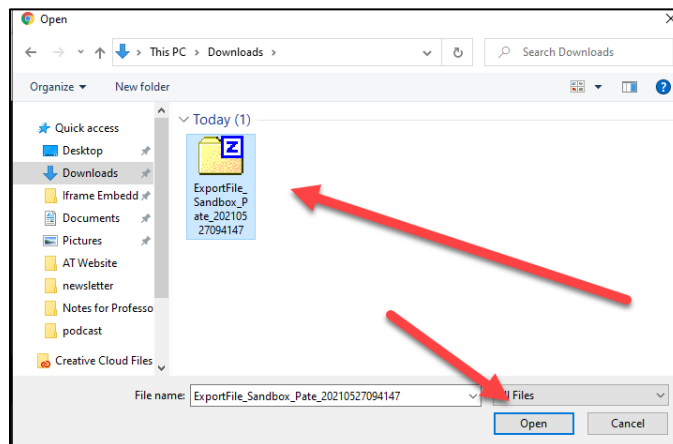 Open
This PC > Downloads >
Search Downloads
Organize
New folder
Today (1)
Quick access
Desktop
Downloads
Iframe Embedd
Documents
Pictures
AT Website
newsletter
Notes for Professo
podcast
Creative Cloud Files
Z
ExportFile_
Sandbox_P
ate_202105
27094147
File name: ExportFile_Sandbox_Pate_20210527094147
Files
Open
Cancel